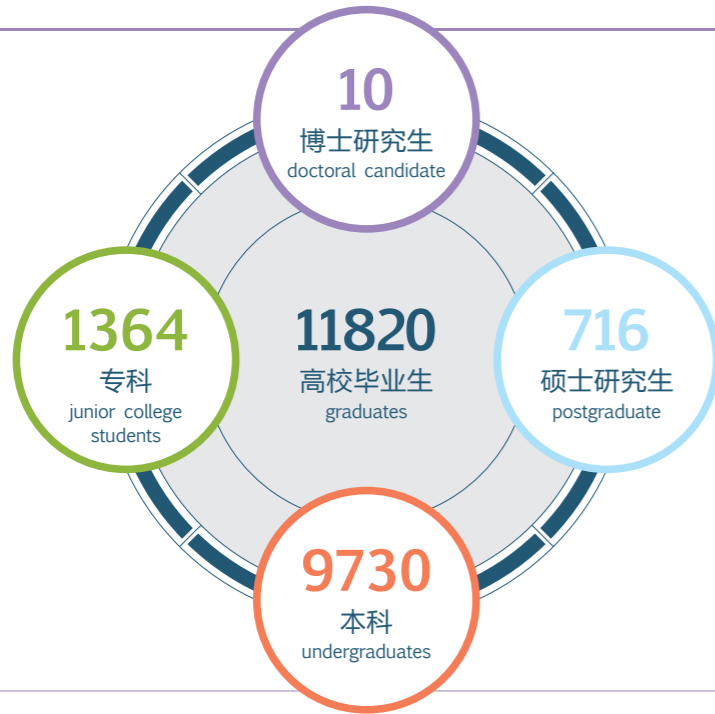 10
博士研究生
doctoral candidate
1364
专科
junior college
students
11820
高校毕业生
graduates
716
硕士研究生
postgraduate
9730
本科
undergraduates